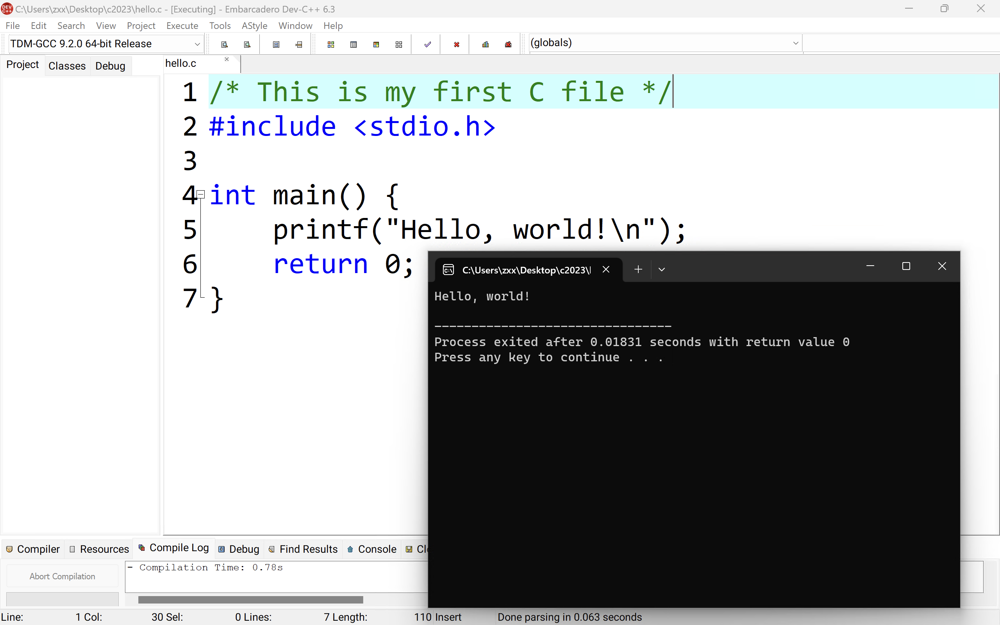 C:\Users\zxx\Desktop\c2023\hello.c - [Executing] - Embarcadero Dev-C++ 6.3
File Edit Search View Project Execute Tools AStyle Window Help
TDM-GCC 9.2.0 64-bit Release (globals)
Project Classes Debug hello.c
1 /* This is my first C file */
2 #include <stdio.h>
3
4 int main() {
5 printf("Hello, world!\n");
6 return 0;
7 }
C:\Users\zxx\Desktop\c2023\
Hello, world!
--------------------------------
Process exited after 0.01831 seconds with return value 0
Press any key to continue . . .
Compiler Resources Compile Log Debug Find Results Console
- Compilation Time: 0.78s
Abort Compilation
Line: 1 Col: 30 Sel: 0 Lines: 7 Length: 110 Insert Done parsing in 0.063 seconds